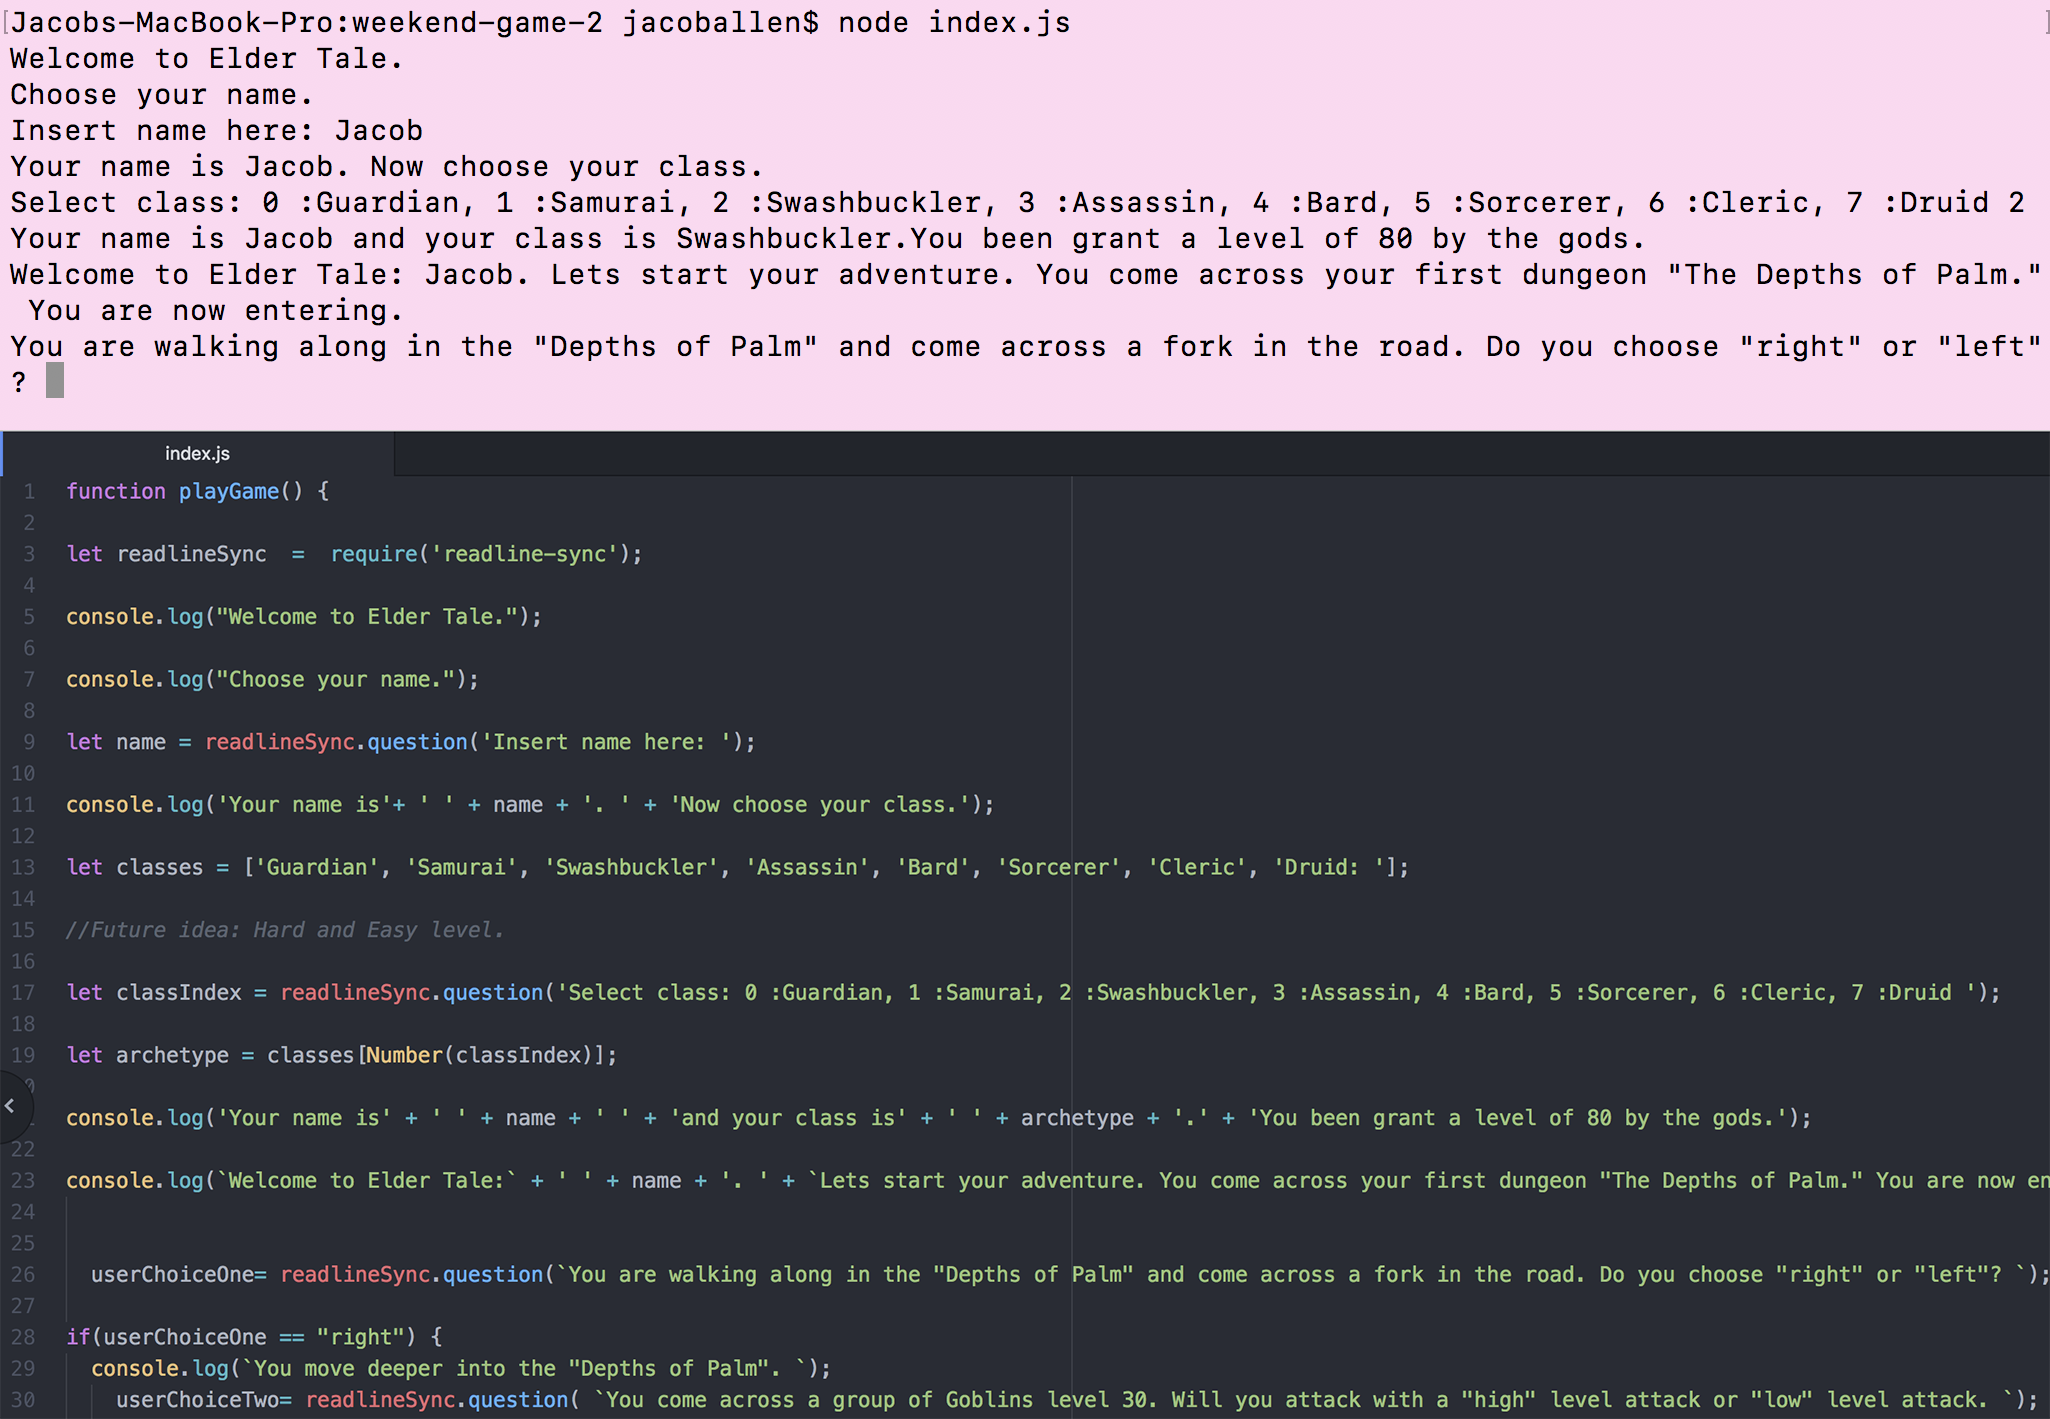 [Jacobs-MacBook-Pro:weekend-game-2 jacoballen$ node index.js ]
Welcome to Elder Tale.
Choose your name.
Insert name here: Jacob
Your name is Jacob. Now choose your class.
Select class: 0 :Guardian, 1 :Samurai, 2 :Swashbuckler, 3 :Assassin, 4 :Bard, 5 :Sorcerer, 6 :Cleric, 7 :Druid 2
Your name is Jacob and your class is Swashbuckler.You been grant a level of 80 by the gods.
Welcome to Elder Tale: Jacob. Lets start your adventure. You come across your first dungeon "The Depths of Palm."
 You are now entering.
You are walking along in the "Depths of Palm" and come across a fork in the road. Do you choose "right" or "left"
?
index.js
1 function playGame() {
2
3 let readlineSync  =  require('readline-sync');
4
5 console.log("Welcome to Elder Tale.");
6
7 console.log("Choose your name.");
8
9 let name = readlineSync.question('Insert name here: ');
10
11 console.log('Your name is'+ ' ' + name + '. ' + 'Now choose your class.');
12
13 let classes = ['Guardian', 'Samurai', 'Swashbuckler', 'Assassin', 'Bard', 'Sorcerer', 'Cleric', 'Druid: '];
14
15 //Future idea: Hard and Easy level.
16
17 let classIndex = readlineSync.question('Select class: 0 :Guardian, 1 :Samurai, 2 :Swashbuckler, 3 :Assassin, 4 :Bard, 5 :Sorcerer, 6 :Cleric, 7 :Druid ');
18
19 let archetype = classes[Number(classIndex)];
console.log('Your name is' + ' ' + name + ' ' + 'and your class is' + ' ' + archetype + '.' + 'You been grant a level of 80 by the gods.');
22
23 console.log(`Welcome to Elder Tale:` + ' ' + name + '. ' + `Lets start your adventure. You come across your first dungeon "The Depths of Palm." You are now en
24
25
26   userChoiceOne= readlineSync.question(`You are walking along in the "Depths of Palm" and come across a fork in the road. Do you choose "right" or "left"? `);
27
28 if(userChoiceOne == "right") {
29   console.log(`You move deeper into the "Depths of Palm". `);
30     userChoiceTwo= readlineSync.question( `You come across a group of Goblins level 30. Will you attack with a "high" level attack or "low" level attack. `);